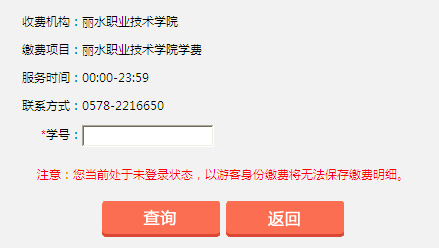 收费机构：丽水职业技术学院
缴费项目：丽水职业技术学院学费
服务时间：00:00-23:59
联系方式：0578-2216650
*学号：
注意：您当前处于未登录状态，以游客身份缴费将无法保存缴费明细。
查询 返回